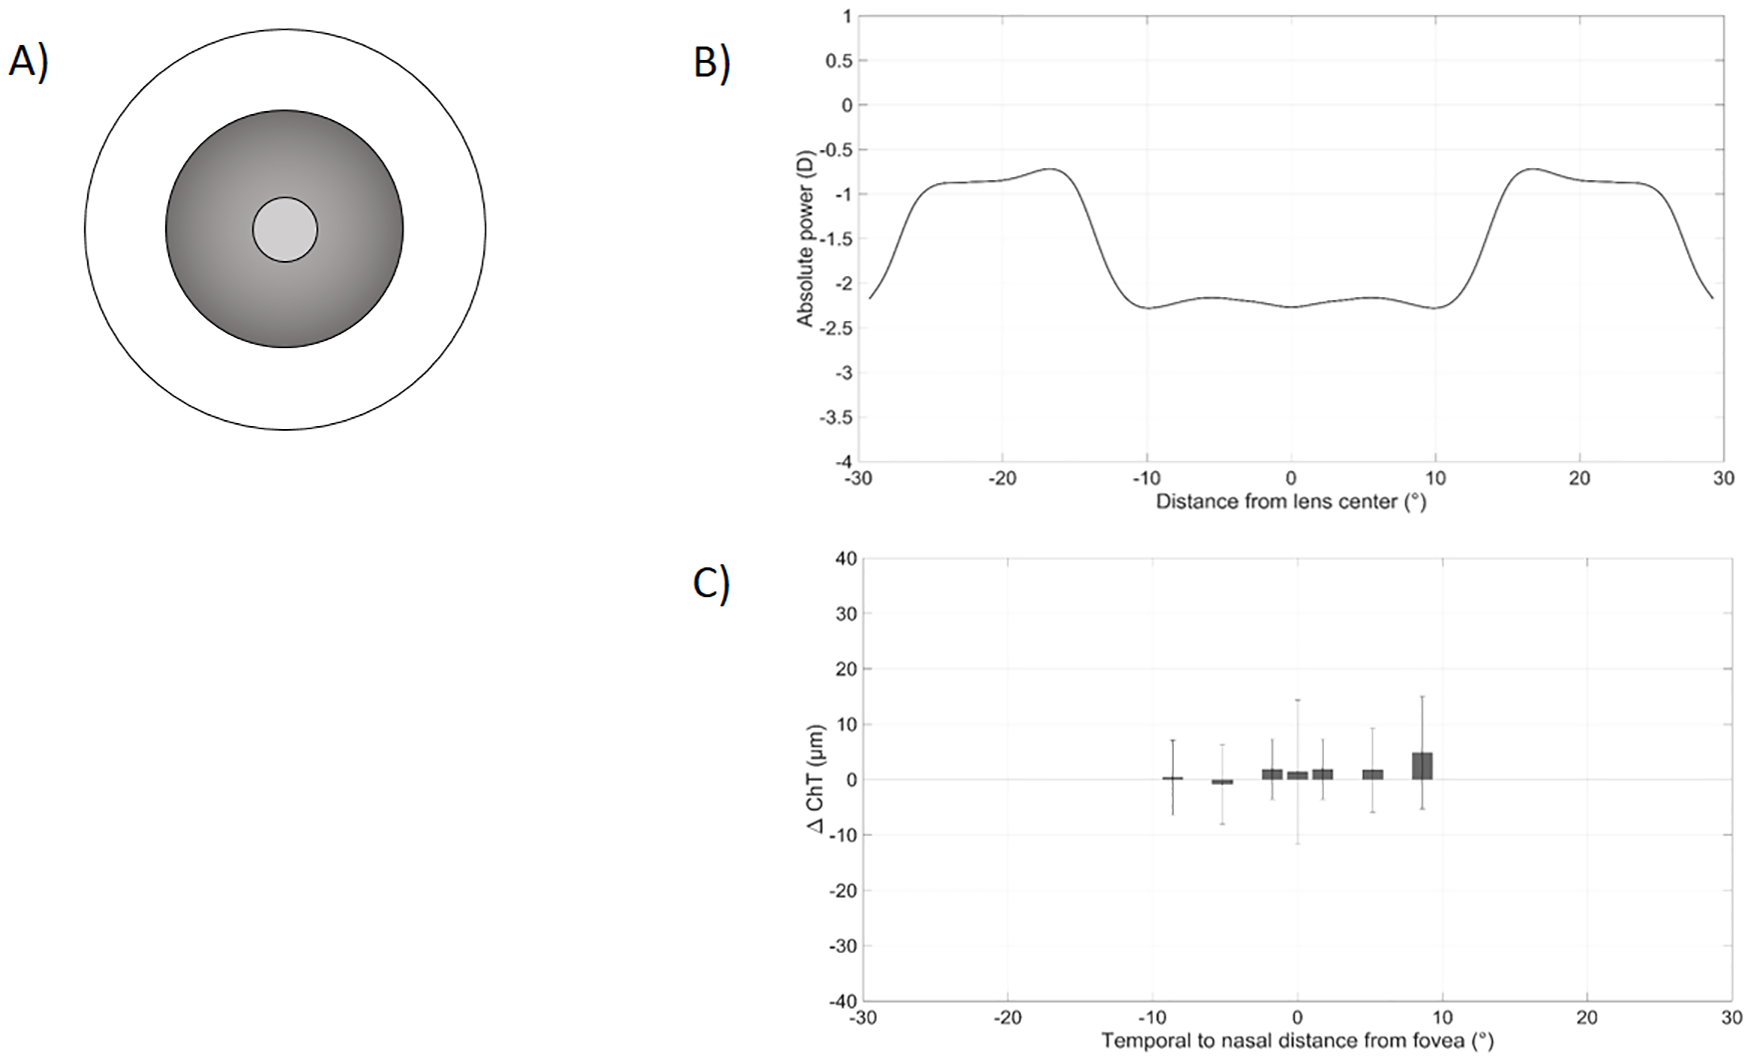 A)
B)
1
0.5
0
-0.5
-1
-1.5
-2
-2.5
-3
-3.5
-4
Absolute power (D)
-30 -20 -10 0 10 20 30
Distance from lens center (°)
C)
40
30
20
10
0
-10
-20
-30
-40
Δ ChT (µm)
-30 -20 -10 0 10 20 30
Temporal to nasal distance from fovea (°)